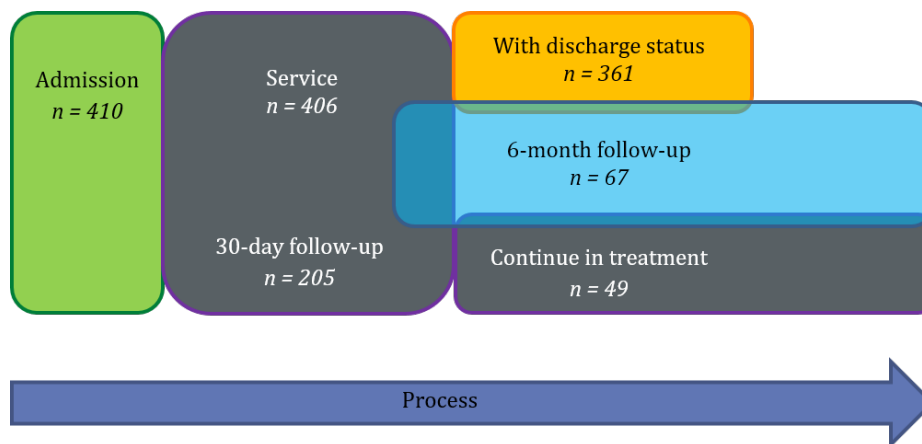 Admission
n = 410
Service
n = 406
30-day follow-up
n = 205
With discharge status
n = 361
6-month follow-up
n = 67
Continue in treatment
n = 49
Process